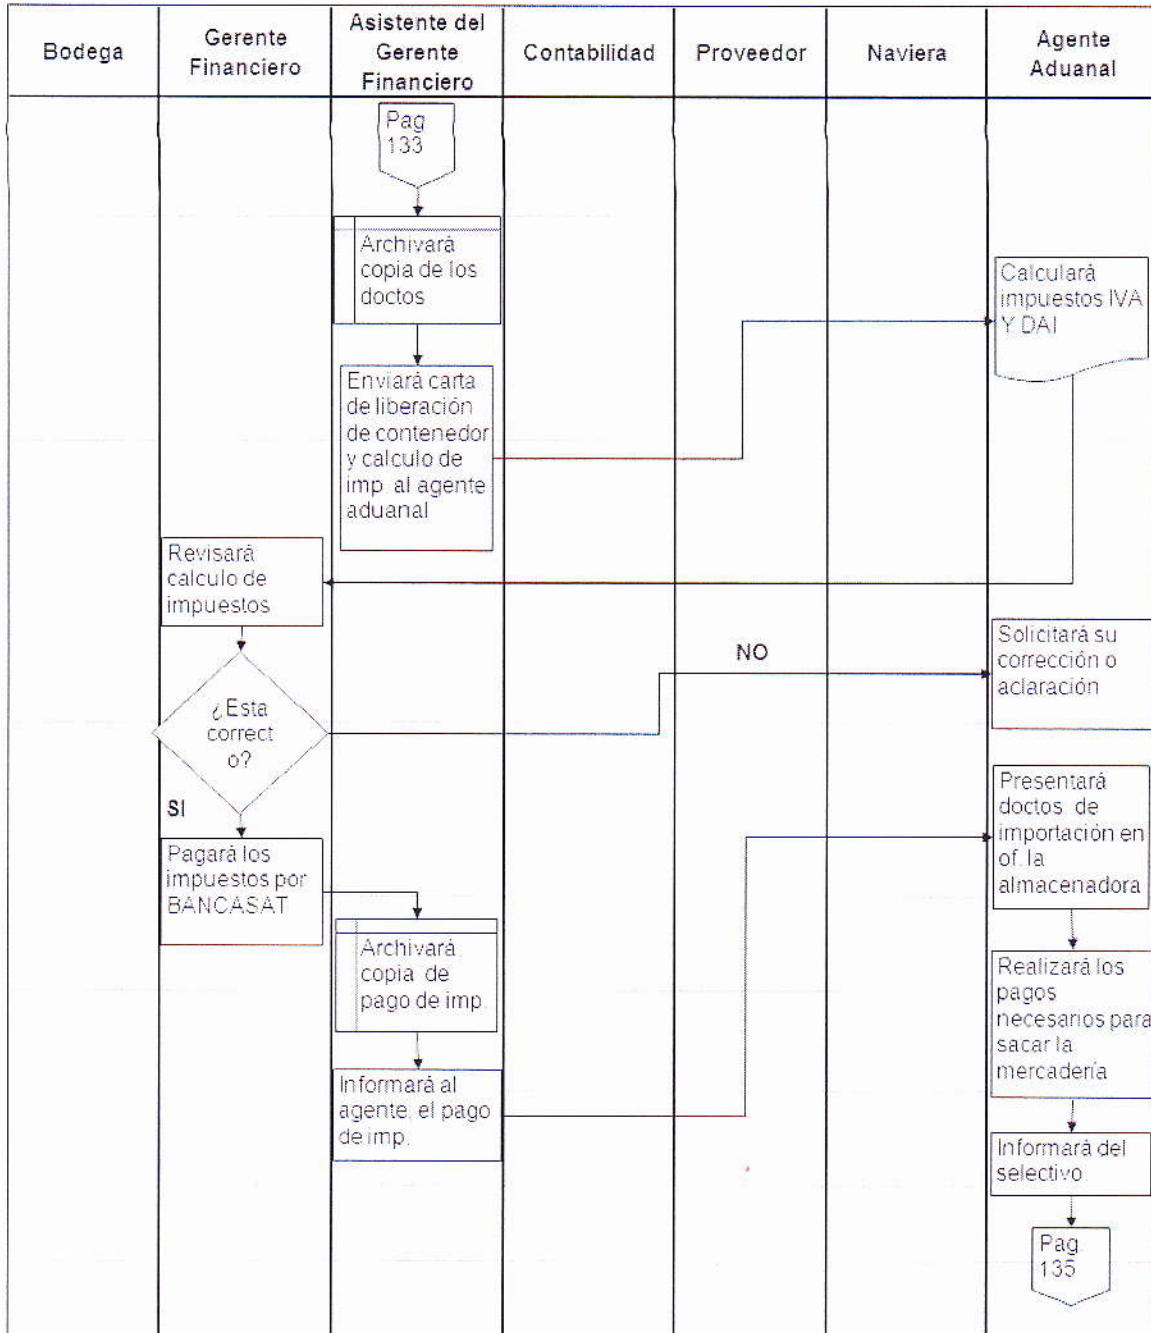 Bodega
Gerente
Financiero
Asistente del
Gerente
Financiero
Contabilidad
Proveedor
Naviera
Agente
Aduanal
Pag
133
Archivará
copia de los
doctos
Enviará carta
de liberación
de contenedor
y calculo de
imp. al agente
aduanal
Calculará
impuestos IVA
Y DAI
Revisará
calculo de
impuestos
¿Esta
correct
o?
NO
Solicitará su
corrección o
aclaración
SI
Pagará los
impuestos por
BANCASAT
Archivará
copia de
pago de imp.
Informará al
agente, el pago
de imp.
Presentará
doctos. de
importación en
of. la
almacenadora
Realizará los
pagos
necesarios para
sacar la
mercadería
Informará del
selectivo
Pag
135